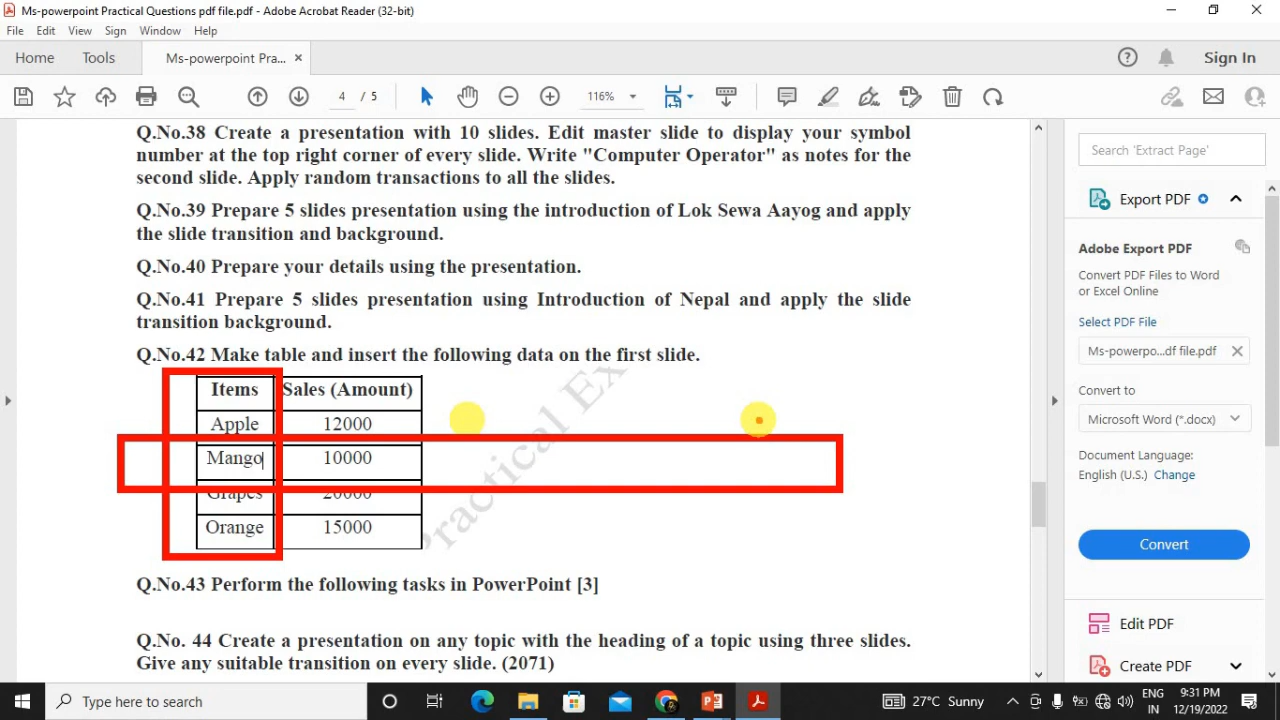 Ms-powerpoint Practical Questions pdf file.pdf - Adobe Acrobat Reader (32-bit)
File Edit View Sign Window Help
Home Tools Ms-powerpoint Pra... × Sign In
4 / 5 116%
Q.No.38 Create a presentation with 10 slides. Edit master slide to display your symbol
number at the top right corner of every slide. Write "Computer Operator" as notes for the
second slide. Apply random transactions to all the slides.
Q.No.39 Prepare 5 slides presentation using the introduction of Lok Sewa Aayog and apply
the slide transition and background.
Q.No.40 Prepare your details using the presentation.
Q.No.41 Prepare 5 slides presentation using Introduction of Nepal and apply the slide
transition background.
Q.No.42 Make table and insert the following data on the first slide.
Items Sales (Amount)
Apple 12000
Mango 10000
Grapes 20000
Orange 15000
Practical Ex
Q.No.43 Perform the following tasks in PowerPoint [3]
Q.No. 44 Create a presentation on any topic with the heading of a topic using three slides.
Give any suitable transition on every slide. (2071)
Search 'Extract Page'
Export PDF
Adobe Export PDF
Convert PDF Files to Word
or Excel Online
Select PDF File
Ms-powerpo...df file.pdf
Convert to
Microsoft Word (*.docx)
Document Language:
English (U.S.) Change
Convert
Edit PDF
Create PDF
Type here to search
27°C Sunny
ENG
IN
9:31 PM
12/19/2022